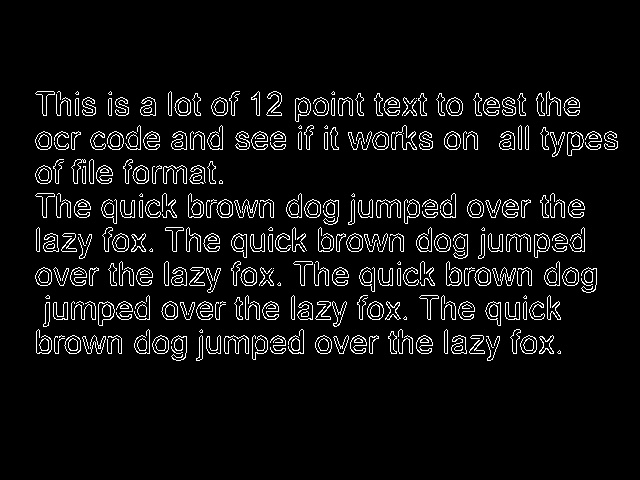 This is a lot of 12 point text to test the
ocr code and see if it works on  all types
of file format.
The quick brown dog jumped over the
lazy fox. The quick brown dog jumped
over the lazy fox. The quick brown dog
jumped over the lazy fox. The quick
brown dog jumped over the lazy fox.